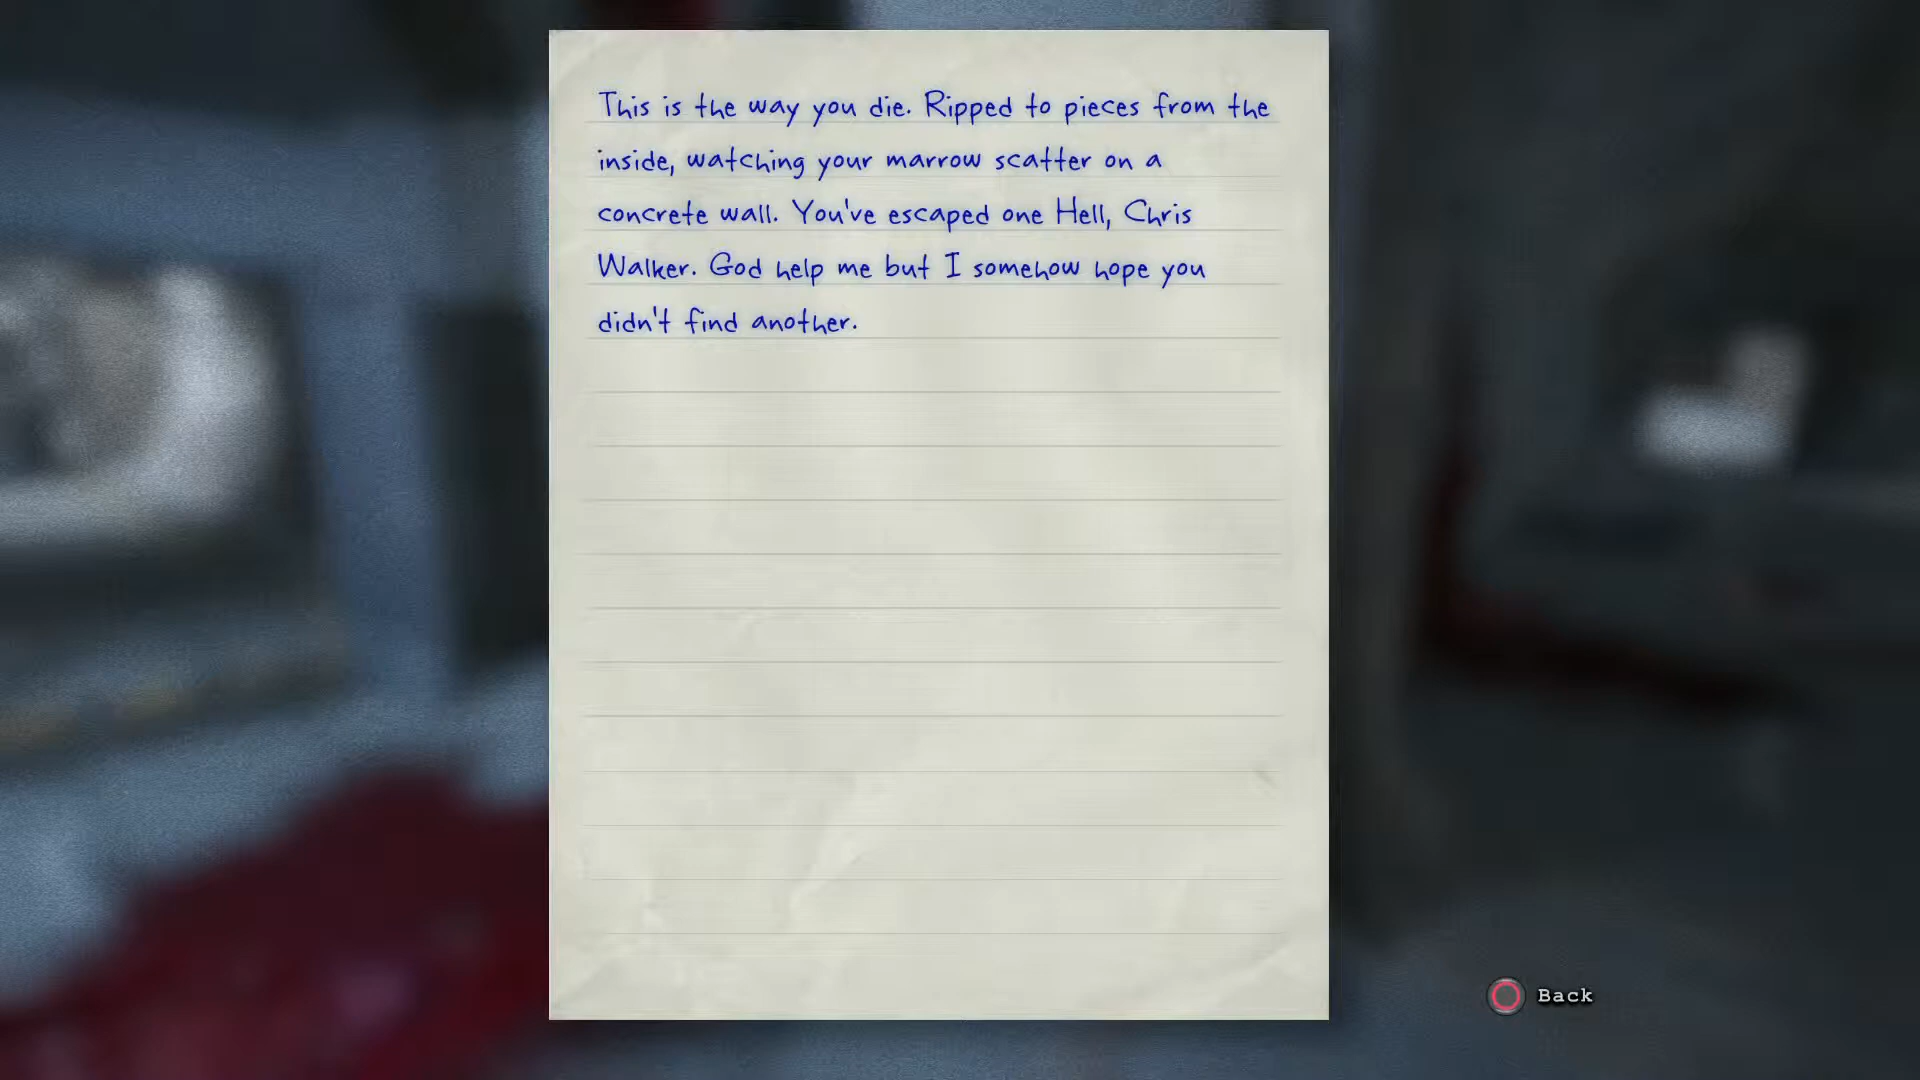 This is the way you die. Ripped to pieces from the
inside, watching your marrow scatter on a
concrete wall. You've escaped one Hell, Chris
Walker. God help me but I somehow hope you
didn't find another.
Back